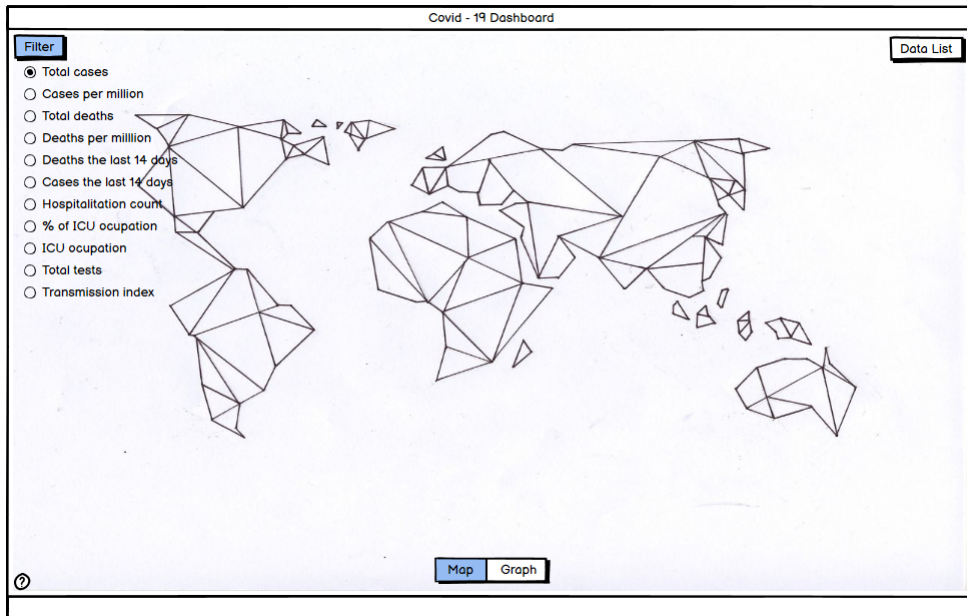 Covid - 19 Dashboard
Filter
Data List
Total cases
Cases per million
Total deaths
Deaths per milllion
Deaths the last 14 days
Cases the last 14 days
Hospitalitation count
% of ICU ocupation
ICU ocupation
Total tests
Transmission index
Map Graph
?